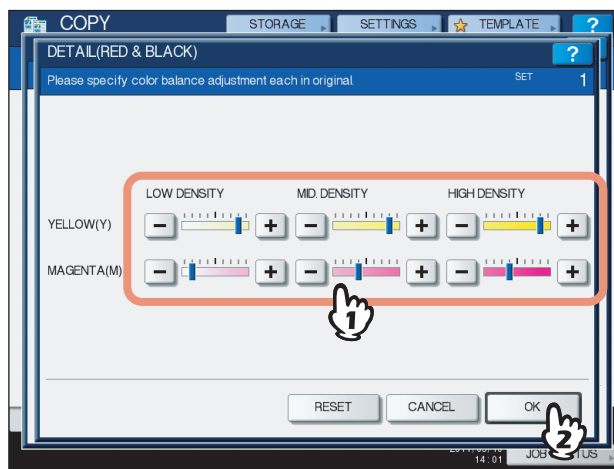 COPY STORAGE SETTINGS TEMPLATE ?
DETAIL(RED & BLACK) ?
Please specify color balance adjustment each in original. SET 1
LOW DENSITY MID. DENSITY HIGH DENSITY
YELLOW(Y) − + − + − +
MAGENTA(M) − + − + − +
1
RESET CANCEL OK
2
14:01 JOB TUS